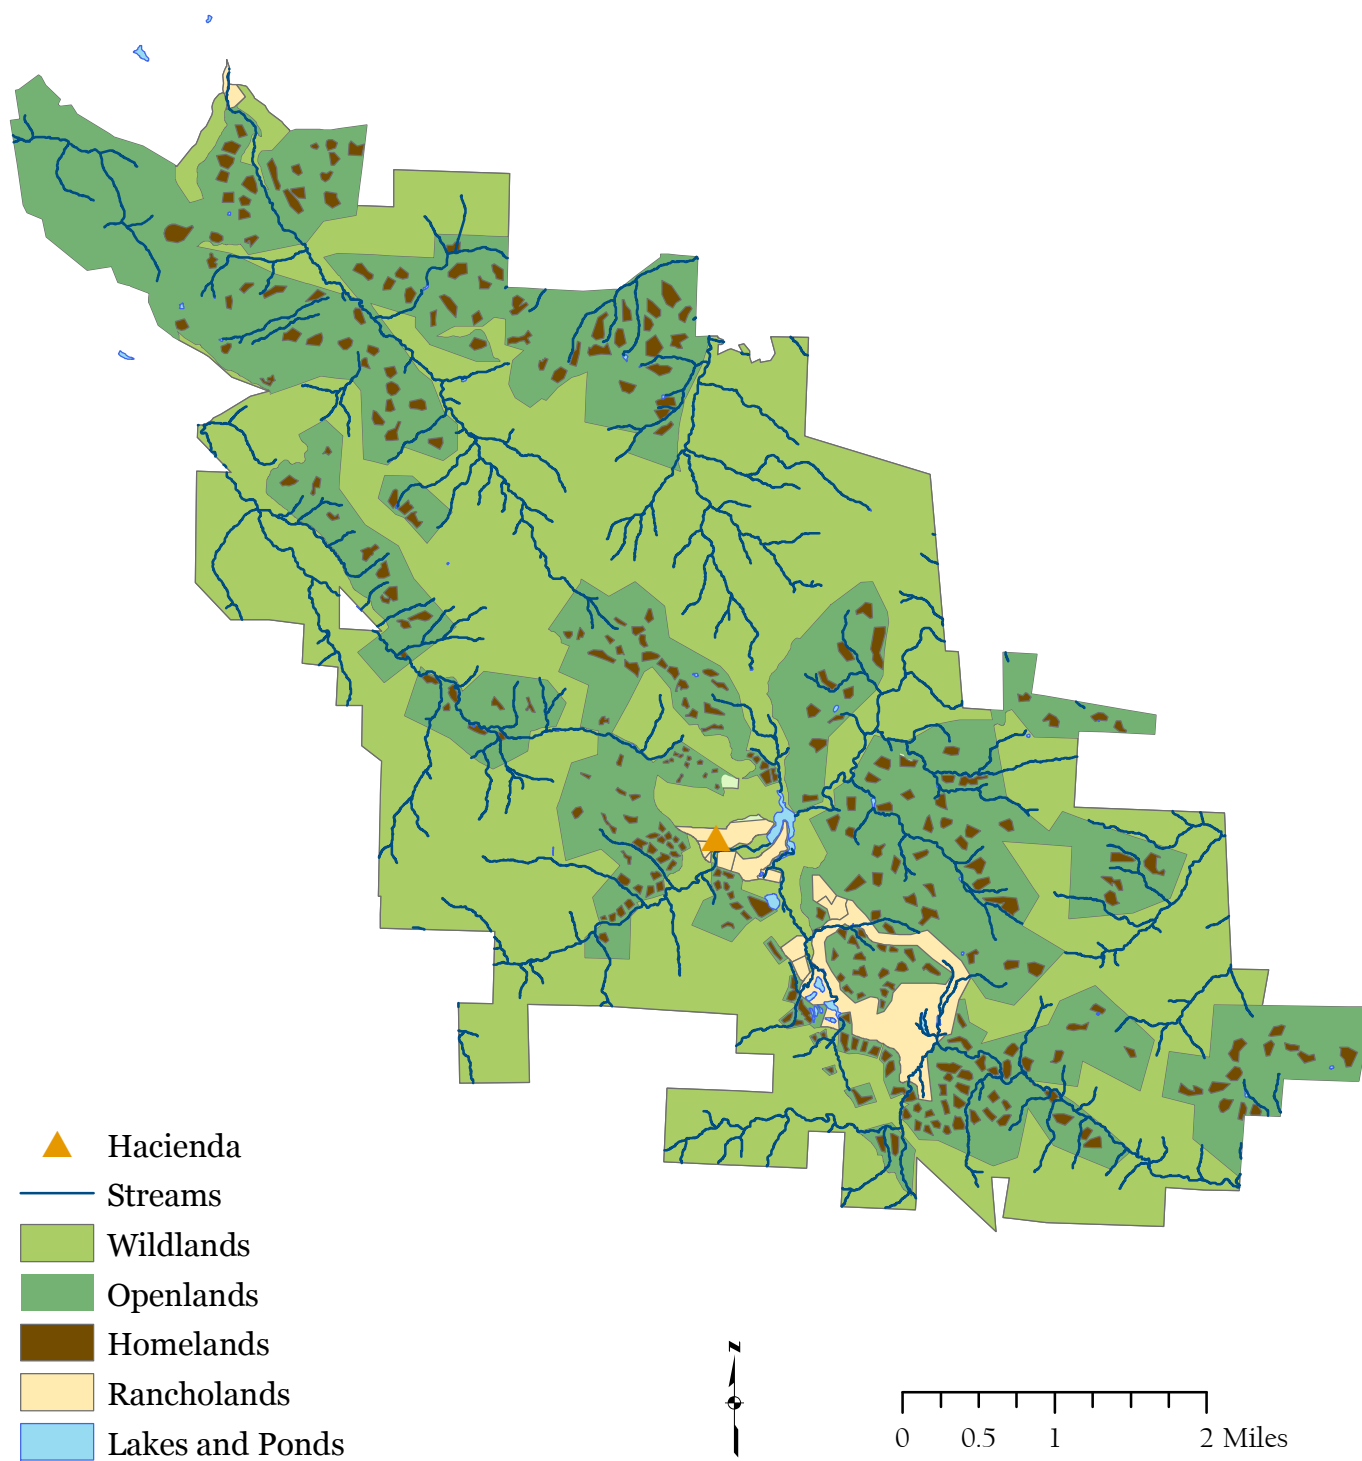 Hacienda
Streams
Wildlands
Openlands
Homelands
Rancholands
Lakes and Ponds
N
0 0.5 1 2 Miles